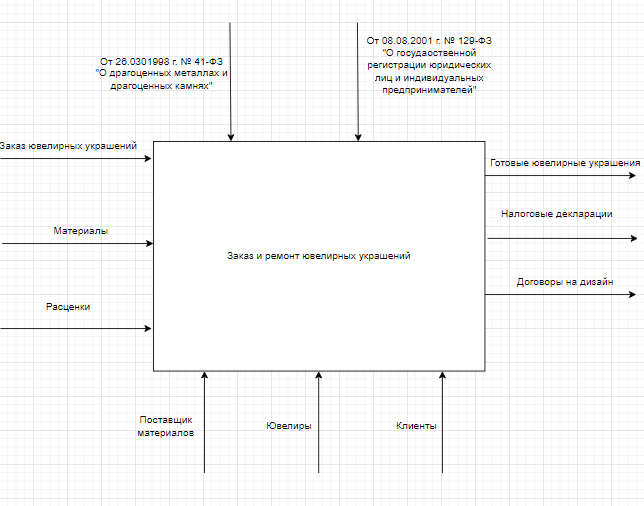 От 26.0301998 г. № 41-ФЗ
"О драгоценных металлах и
драгоценных камнях"
От 08.08.2001 г. № 129-ФЗ
"О государственной
регистрации юридических
лиц и индивидуальных
предпринимателей"
Заказ ювелирных украшений
Материалы
Расценки
Заказ и ремонт ювелирных украшений
Готовые ювелирные украшения
Налоговые декларации
Договоры на дизайн
Поставщик
материалов
Ювелиры
Клиенты